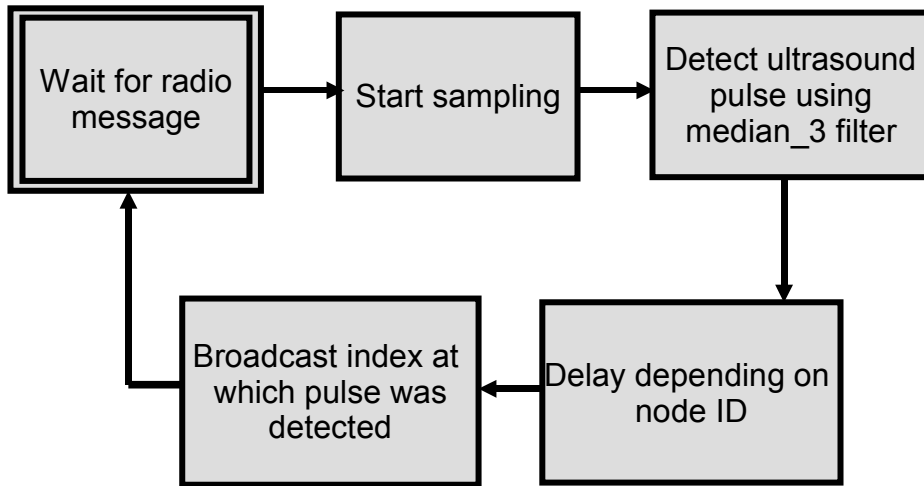 Wait for radio
message
Start sampling
Detect ultrasound
pulse using
median_3 filter
Delay depending on
node ID
Broadcast index at
which pulse was
detected